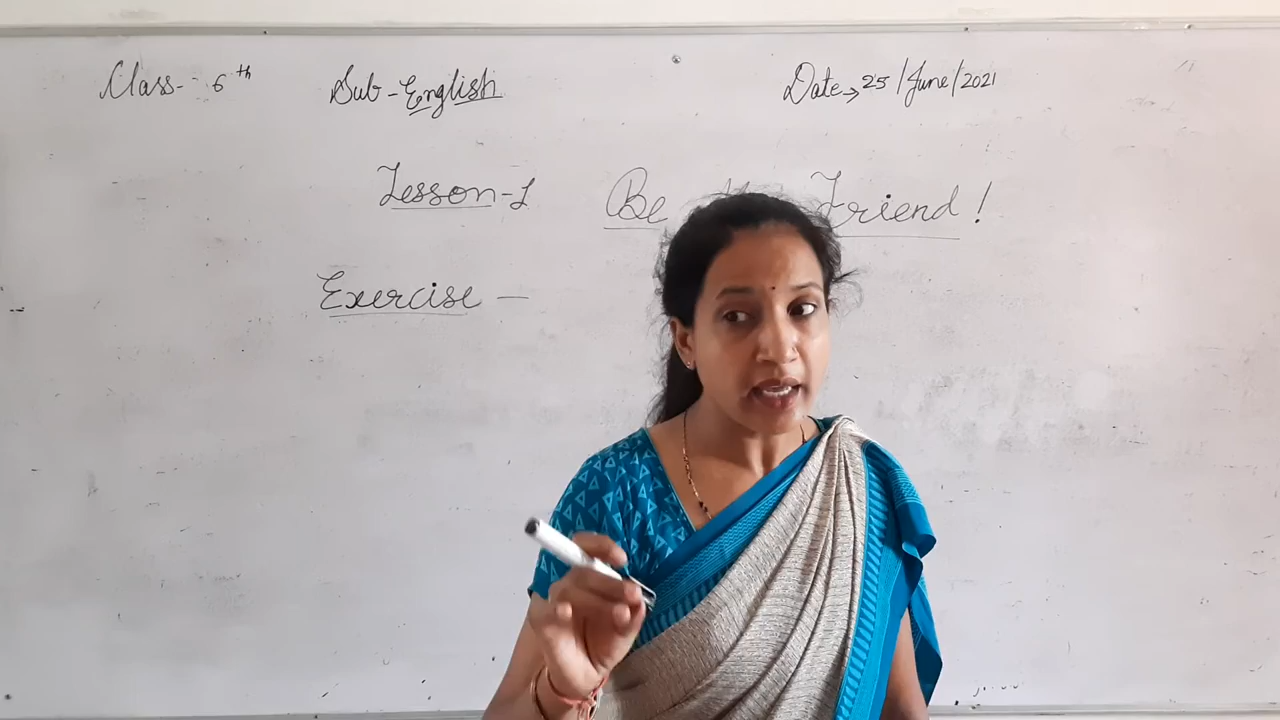 Class-: 6th Sub-English Date→25/June/2021
Lesson-1 Be Friend!
Exercise —